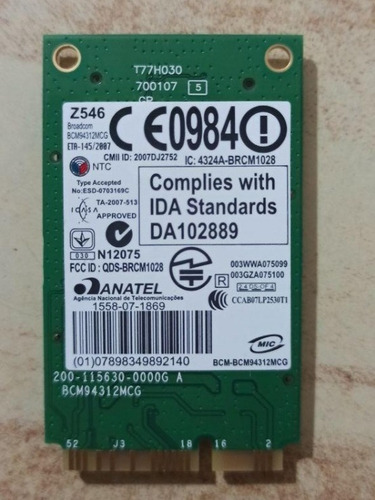 T77H030
700107 5
Z546
Broadcom
BCM94312MCG
ETA-145/2007
CE0984!
CMII ID: 2007DJ2752
IC: 4324A-BRCM1028
NTC
Type Accepted
No:ESD-0703169C
ICASA
TA-2007-513
APPROVED
Complies with
IDA Standards
DA102889
030 N12075
FCC ID : QDS-BRCM1028
R
003WWA075099
003GZA075100
CCAB07LP2530T1
ANATEL
Agência Nacional de Telecomunicações
1558-07-1869
(01)07898349892140
MIC
BCM-BCM94312MCG
200-115630-0000G A
BCM94312MCG
52 J3 18 16 2